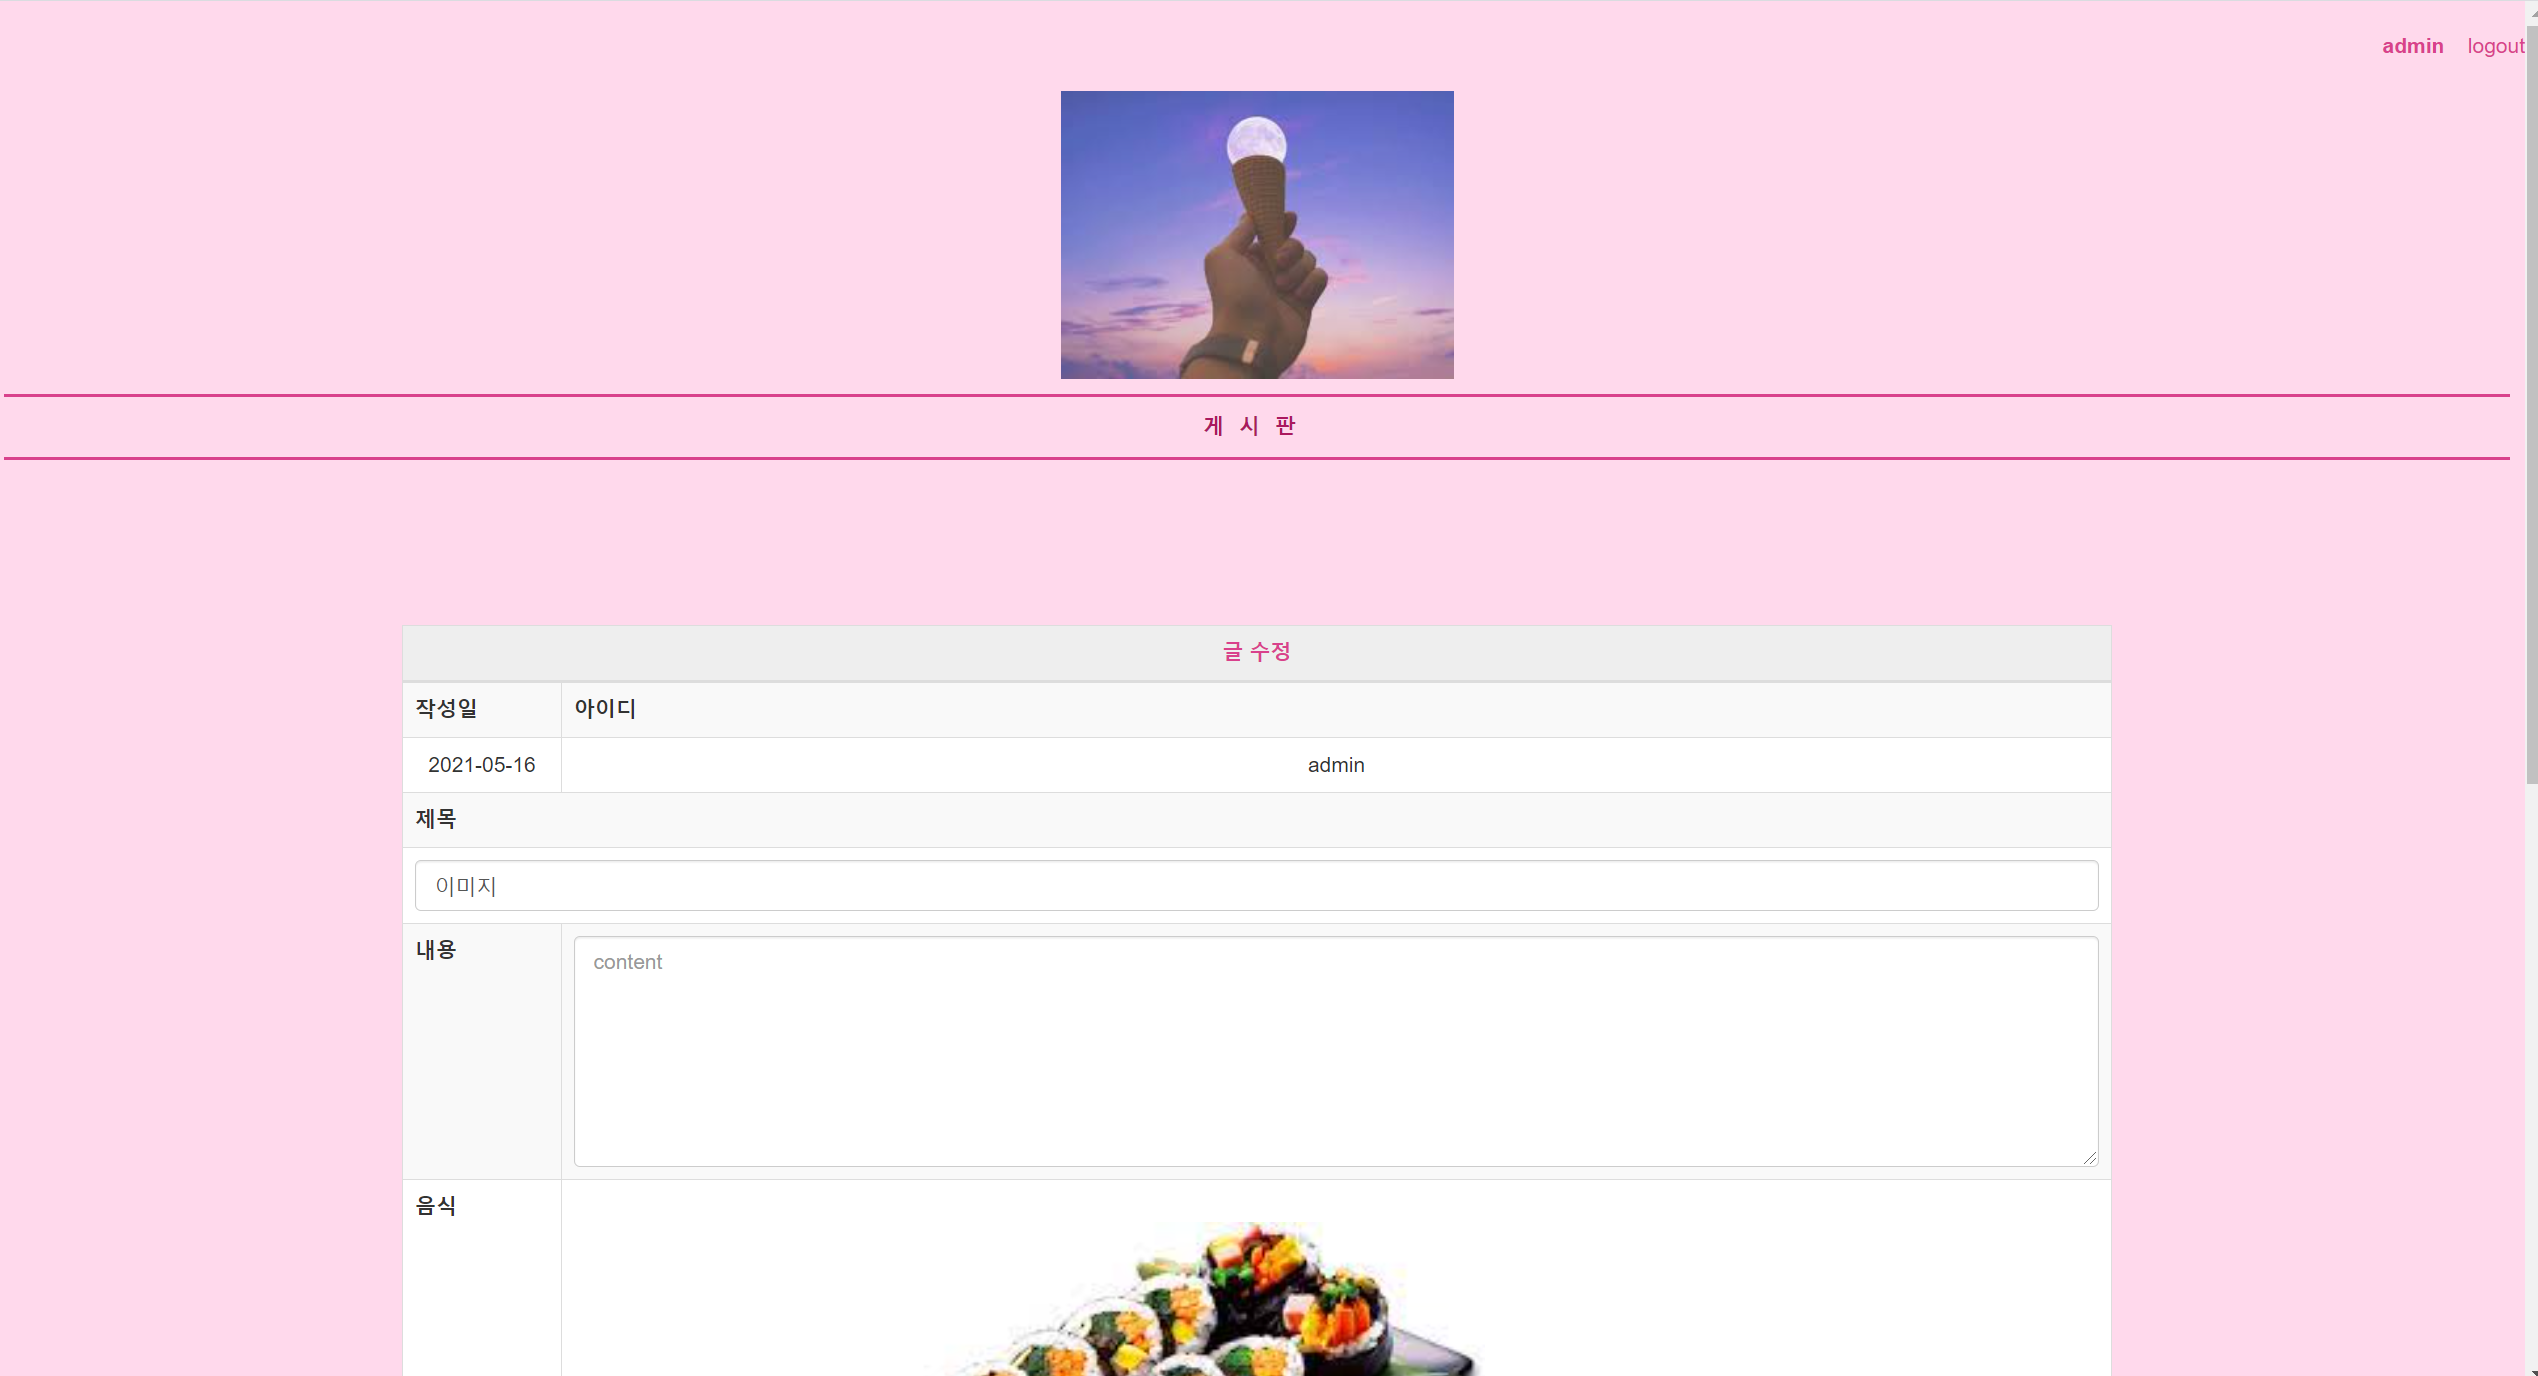 admin logout
게 시 판
글 수정
작성일 아이디
2021-05-16 admin
제목
이미지
내용 content
음식